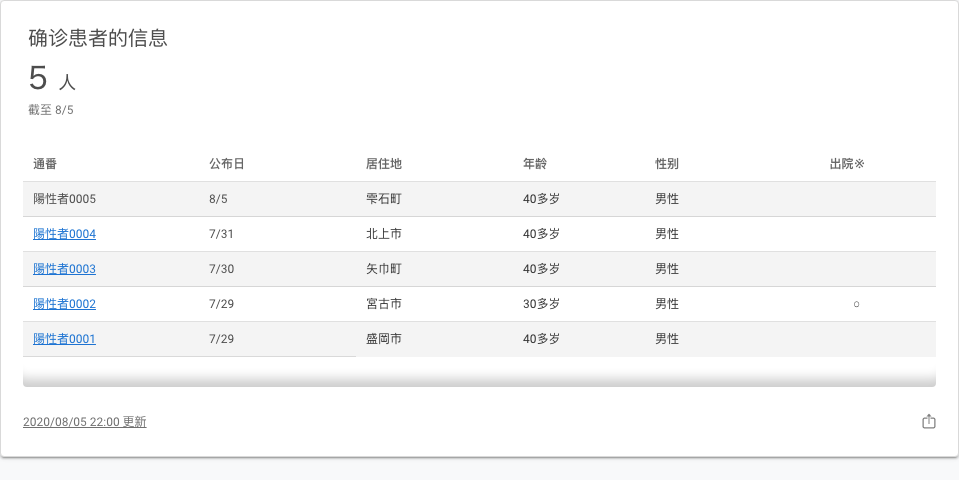 确诊患者的信息
5 人
截至 8/5
通番 公布日 居住地 年龄 性别 出院※
陽性者0005 8/5 雫石町 40多岁 男性
陽性者0004 7/31 北上市 40多岁 男性
陽性者0003 7/30 矢巾町 40多岁 男性
陽性者0002 7/29 宮古市 30多岁 男性 ○
陽性者0001 7/29 盛岡市 40多岁 男性
2020/08/05 22:00 更新